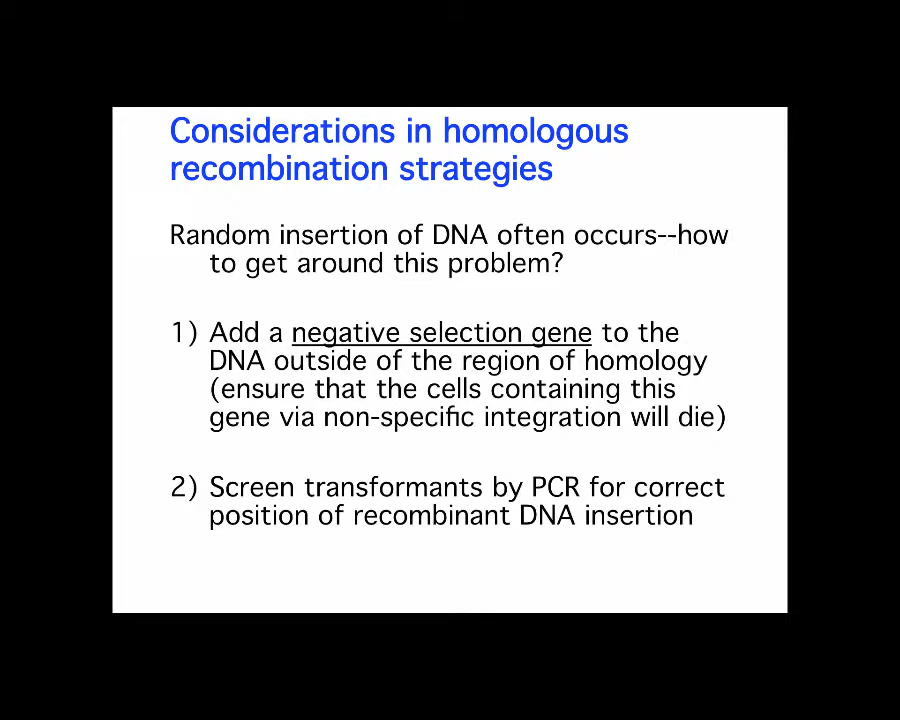 Considerations in homologous
recombination strategies
Random insertion of DNA often occurs--how
to get around this problem?
1) Add a negative selection gene to the
DNA outside of the region of homology
(ensure that the cells containing this
gene via non-specific integration will die)
2) Screen transformants by PCR for correct
position of recombinant DNA insertion